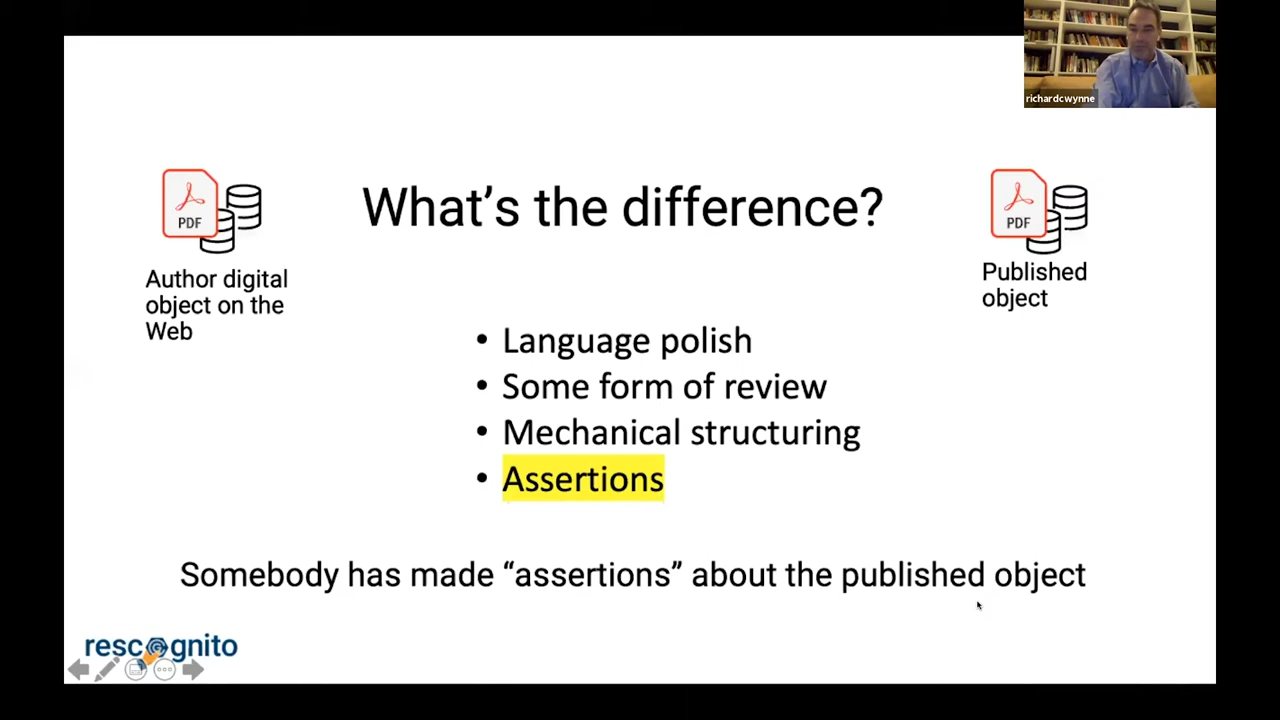 richardcwynne
What's the difference?
PDF
Author digital
object on the
Web
PDF
Published
object
• Language polish
• Some form of review
• Mechanical structuring
• Assertions
Somebody has made “assertions” about the published object
rescognito